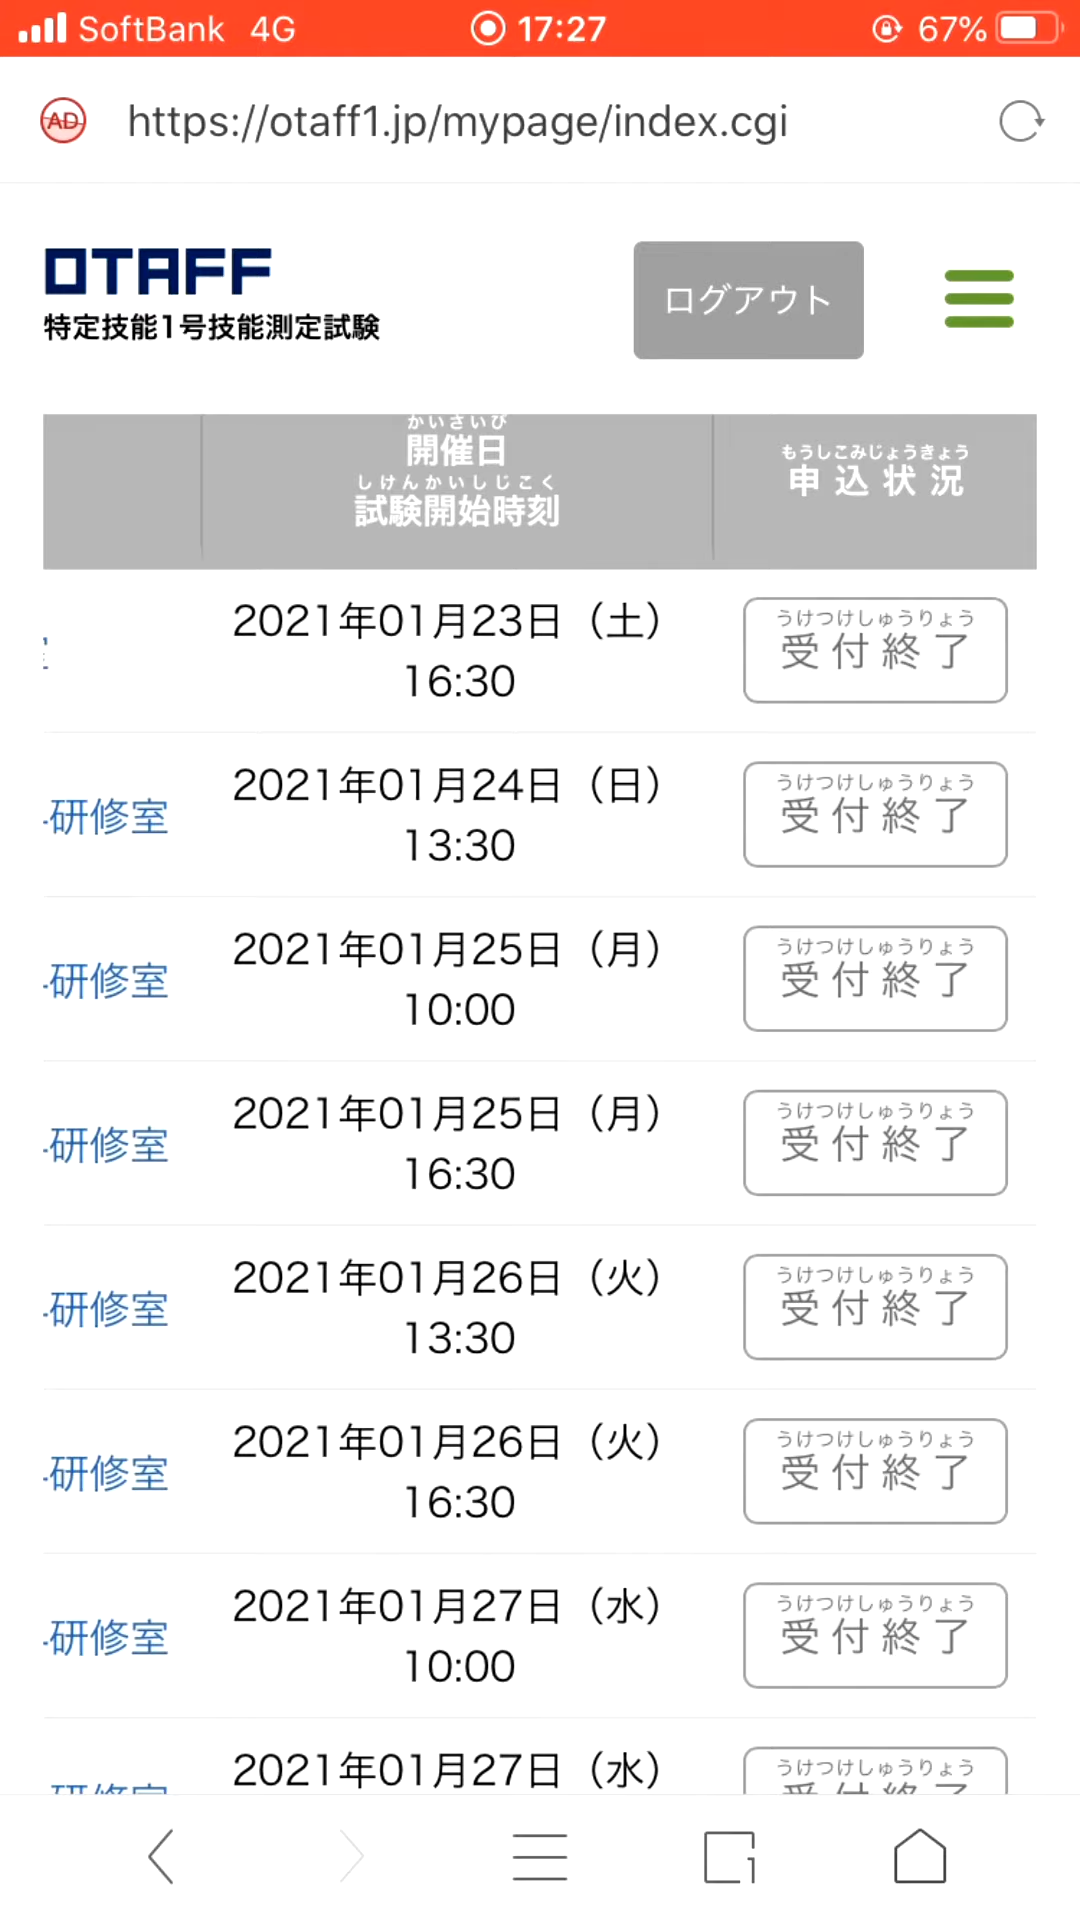 SoftBank 4G 17:27 67%
AD https://otaff1.jp/mypage/index.cgi
OTAFF
特定技能1号技能測定試験
ログアウト
かいさいび
開催日
しけんかいしじこく
試験開始時刻
もうしこみじょうきょう
申込状況
2021年01月23日（土）
16:30
うけつけしゅうりょう
受付終了
研修室
2021年01月24日（日）
13:30
うけつけしゅうりょう
受付終了
研修室
2021年01月25日（月）
10:00
うけつけしゅうりょう
受付終了
研修室
2021年01月25日（月）
16:30
うけつけしゅうりょう
受付終了
研修室
2021年01月26日（火）
13:30
うけつけしゅうりょう
受付終了
研修室
2021年01月26日（火）
16:30
うけつけしゅうりょう
受付終了
研修室
2021年01月27日（水）
10:00
うけつけしゅうりょう
受付終了
研修室
2021年01月27日（水）
うけつけしゅうりょう
受付終了
1